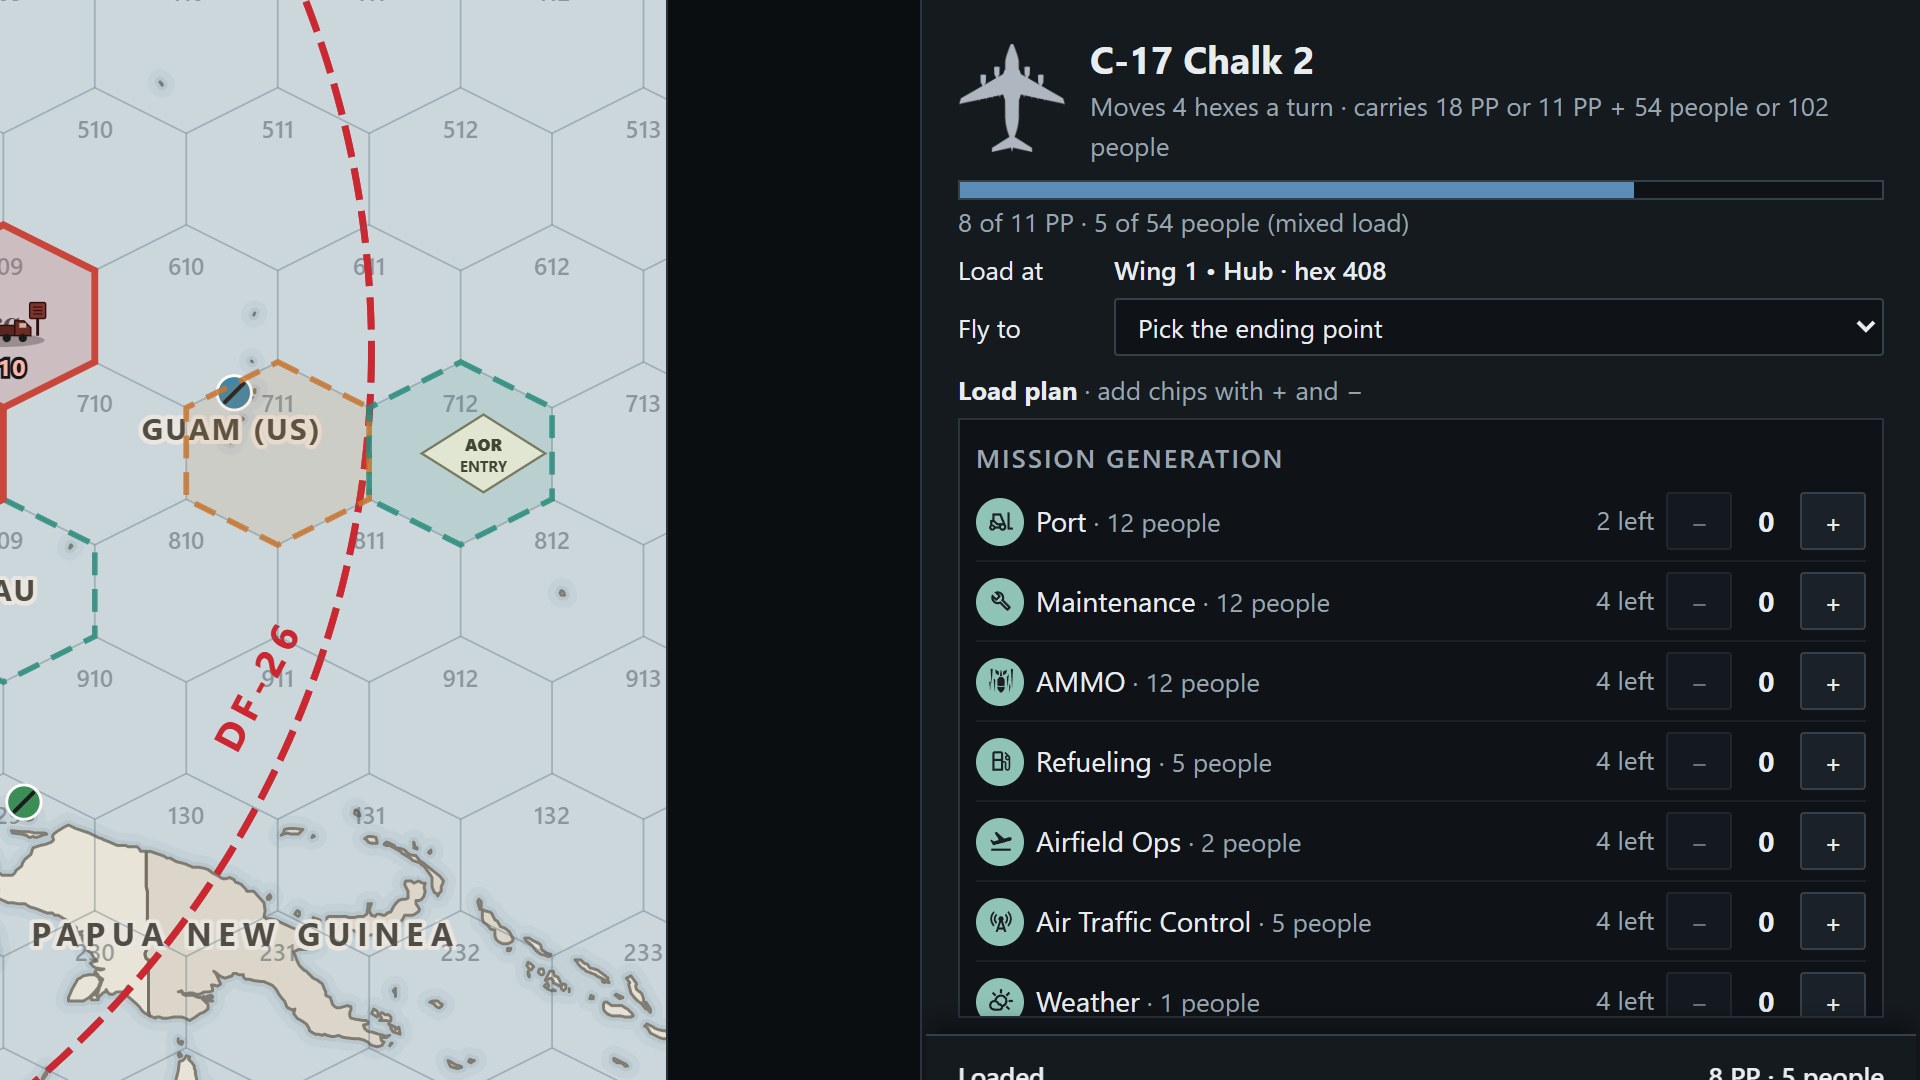 510
511
512
513
610
611
612
09
10
710
711
712
713
GUAM (US)
AOR
ENTRY
09
810
811
812
AU
910
911
912
913
DF-26
130
131
132
PAPUA NEW GUINEA
230
231
232
233
C-17 Chalk 2
Moves 4 hexes a turn · carries 18 PP or 11 PP + 54 people or 102
people
8 of 11 PP · 5 of 54 people (mixed load)
Load at Wing 1 • Hub · hex 408
Fly to Pick the ending point
Load plan · add chips with + and −
MISSION GENERATION
Port · 12 people 2 left − 0 +
Maintenance · 12 people 4 left − 0 +
AMMO · 12 people 4 left − 0 +
Refueling · 5 people 4 left − 0 +
Airfield Ops · 2 people 4 left − 0 +
Air Traffic Control · 5 people 4 left − 0 +
Weather · 1 people 4 left − 0 +
Loaded 8 PP · 5 people